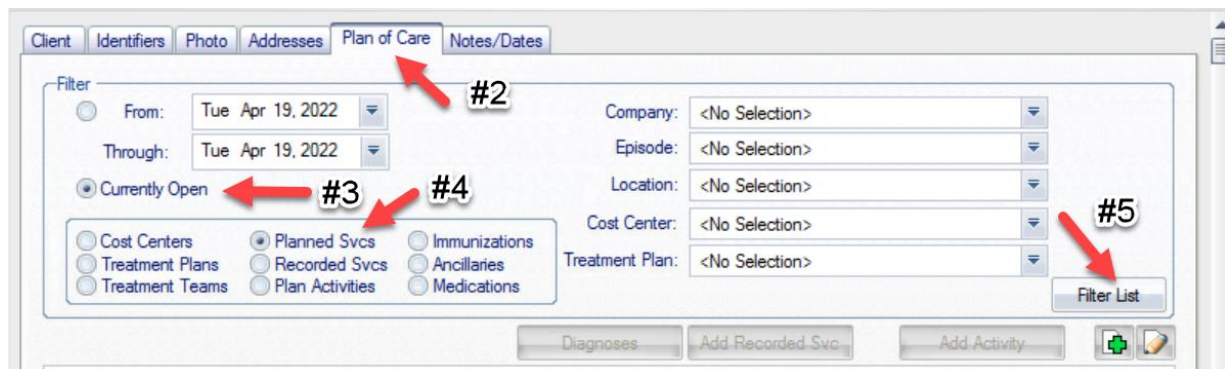 Client Identifiers Photo Addresses Plan of Care Notes/Dates
#2
Filter
From: Tue Apr 19, 2022
Through: Tue Apr 19, 2022
Currently Open
#3
#4
Cost Centers Planned Svcs Immunizations
Treatment Plans Recorded Svcs Ancillaries
Treatment Teams Plan Activities Medications
Company: <No Selection>
Episode: <No Selection>
Location: <No Selection>
Cost Center: <No Selection>
Treatment Plan: <No Selection>
#5
Filter List
Diagnoses Add Recorded Svc Add Activity